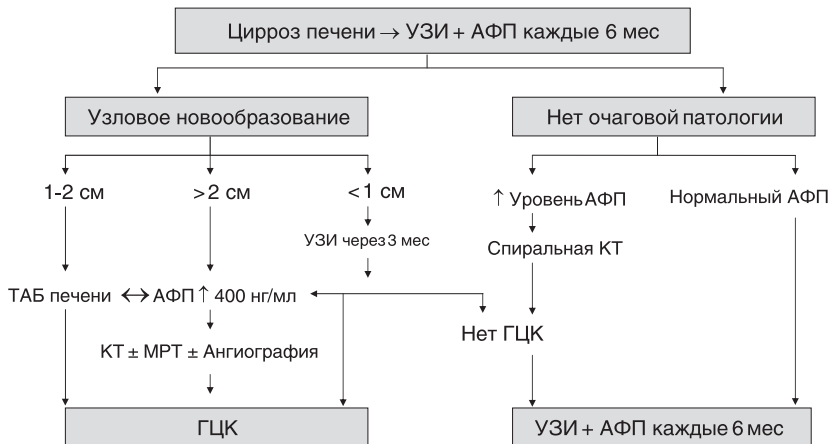 Цирроз печени → УЗИ + АФП каждые 6 мес
Узловое новообразование
Нет очаговой патологии
1-2 см
>2 см
<1 см
↑ Уровень АФП
Нормальный АФП
УЗИ через 3 мес
Спиральная КТ
ТАБ печени ↔ АФП ↑ 400 нг/мл
Нет ГЦК
КТ ± МРТ ± Ангиография
ГЦК
УЗИ + АФП каждые 6 мес